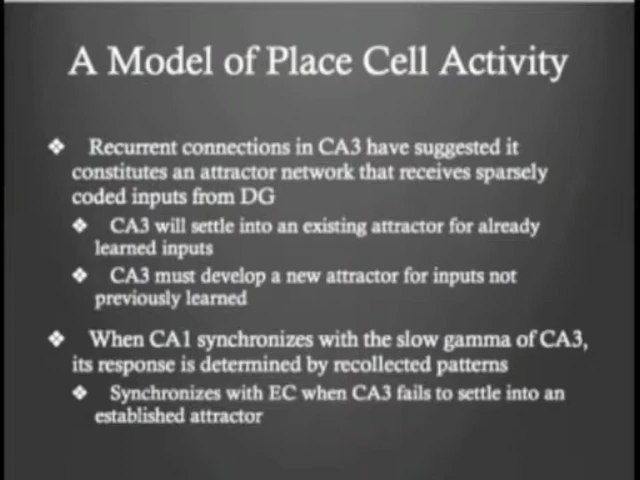 A Model of Place Cell Activity
❖ Recurrent connections in CA3 have suggested it
constitutes an attractor network that receives sparsely
coded inputs from DG
❖ CA3 will settle into an existing attractor for already
learned inputs
❖ CA3 must develop a new attractor for inputs not
previously learned
❖ When CA1 synchronizes with the slow gamma of CA3,
its response is determined by recollected patterns
❖ Synchronizes with EC when CA3 fails to settle into an
established attractor